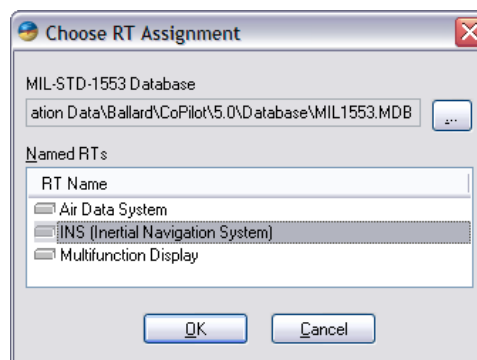 Choose RT Assignment
MIL-STD-1553 Database
ation Data\Ballard\CoPilot\5.0\Database\MIL1553.MDB
...
Named RTs
RT Name
Air Data System
INS (Inertial Navigation System)
Multifunction Display
OK
Cancel